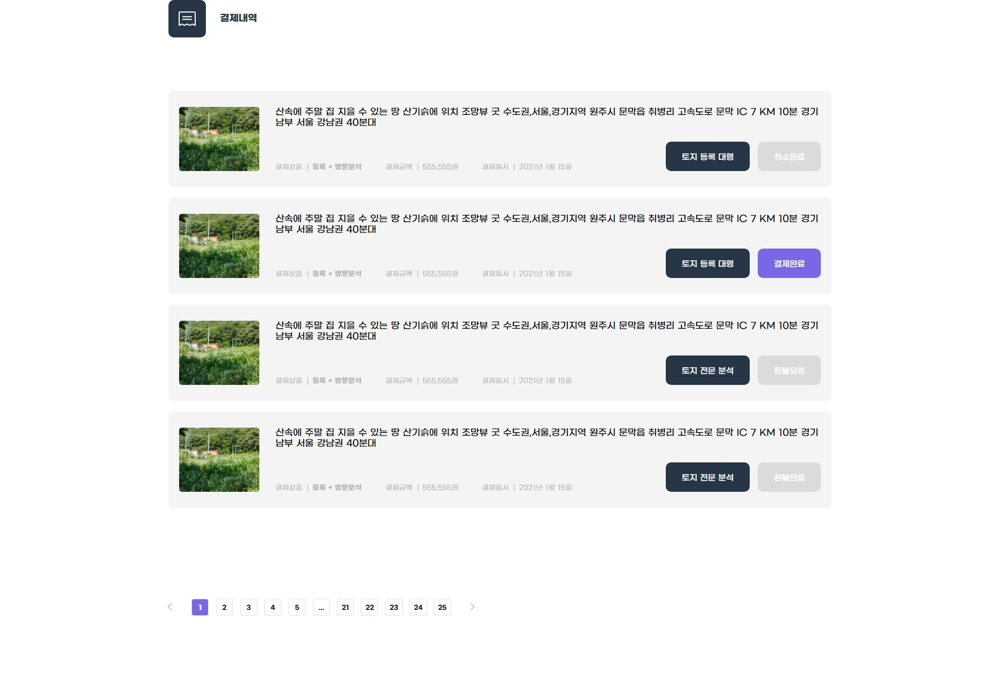 결제내역
산속에 주말 집 지을 수 있는 땅 산기슭에 위치 조망뷰 굿 수도권,서울,경기지역 원주시 문막읍 취병리 고속도로 문막 IC 7 KM 10분 경기
남부 서울 강남권 40분대
결제상품 | 등록 + 방문분석 결제금액 | 555,555원 결제일시 | 2021년 1월 15일 토지 등록 대행 취소완료
산속에 주말 집 지을 수 있는 땅 산기슭에 위치 조망뷰 굿 수도권,서울,경기지역 원주시 문막읍 취병리 고속도로 문막 IC 7 KM 10분 경기
남부 서울 강남권 40분대
결제상품 | 등록 + 방문분석 결제금액 | 555,555원 결제일시 | 2021년 1월 15일 토지 등록 대행 결제완료
산속에 주말 집 지을 수 있는 땅 산기슭에 위치 조망뷰 굿 수도권,서울,경기지역 원주시 문막읍 취병리 고속도로 문막 IC 7 KM 10분 경기
남부 서울 강남권 40분대
결제상품 | 등록 + 방문분석 결제금액 | 555,555원 결제일시 | 2021년 1월 15일 토지 전문 분석 환불요청
산속에 주말 집 지을 수 있는 땅 산기슭에 위치 조망뷰 굿 수도권,서울,경기지역 원주시 문막읍 취병리 고속도로 문막 IC 7 KM 10분 경기
남부 서울 강남권 40분대
결제상품 | 등록 + 방문분석 결제금액 | 555,555원 결제일시 | 2021년 1월 15일 토지 전문 분석 환불완료
1 2 3 4 5 ... 21 22 23 24 25